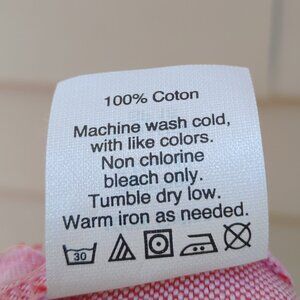 100% Coton
Machine wash cold,
with like colors.
Non chlorine
bleach only.
Tumble dry low.
Warm iron as needed.
30